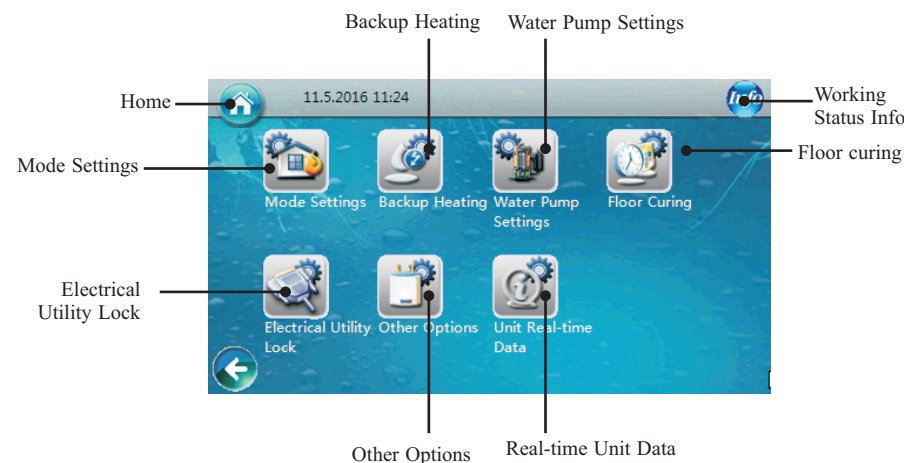 Backup Heating
Water Pump Settings
Home
11.5.2016 11:24
Info
Working
Status Info
Mode Settings
Floor curing
Mode Settings
Backup Heating
Water Pump
Settings
Floor Curing
Electrical
Utility Lock
Electrical Utility
Lock
Other Options
Unit Real-time
Data
Other Options
Real-time Unit Data